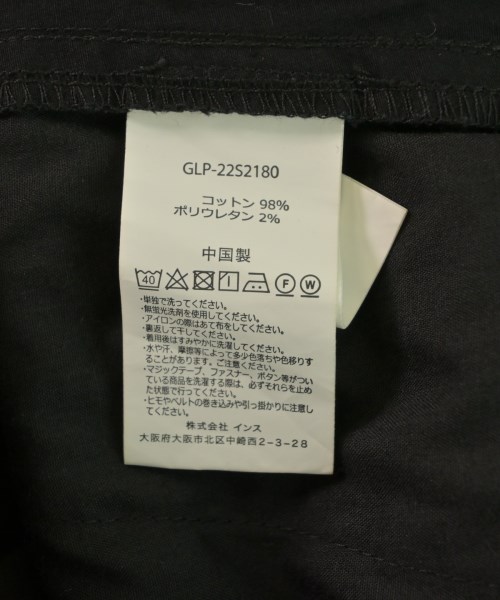 GLP-22S2180
コットン 98%
ポリウレタン 2%
中国製
40
F W
・単独で洗ってください。
・無蛍光洗剤を使用してください。
・アイロンの際はあて布をしてください。
・裏返して干してください。
・着用後はすみやかに洗濯してください。
・水や汗、摩擦等によって多少色落ちや色移りす
ることがあります。ご注意ください。
・マジックテープ、ファスナー、ボタン等がつい
ている商品を洗濯する際は、必ずそれらを止め
た状態で行ってください。
・ヒモやベルトの巻き込みや引っ掛かりに注意し
てください。
株式会社 インス
大阪府大阪市北区中崎西2-3-28